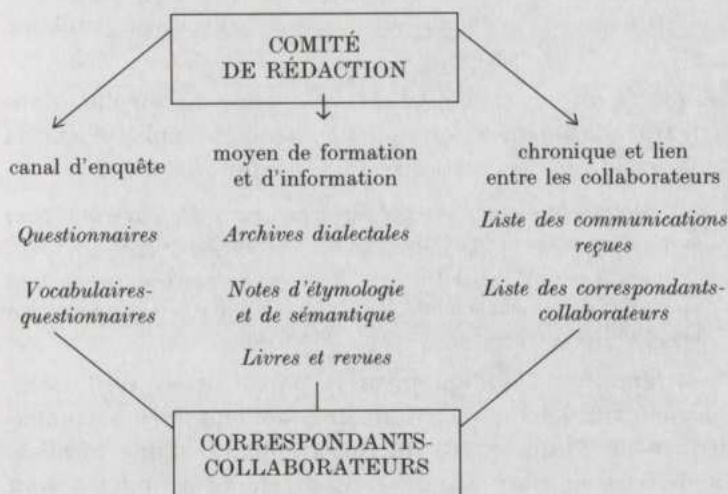 COMITÉ
DE RÉDACTION
canal d'enquête
moyen de formation
et d'information
chronique et lien
entre les collaborateurs
Questionnaires
Archives dialectales
Liste des communications
reçues
Vocabulaires-
questionnaires
Notes d'étymologie
et de sémantique
Liste des correspondants-
collaborateurs
Livres et revues
CORRESPONDANTS-
COLLABORATEURS